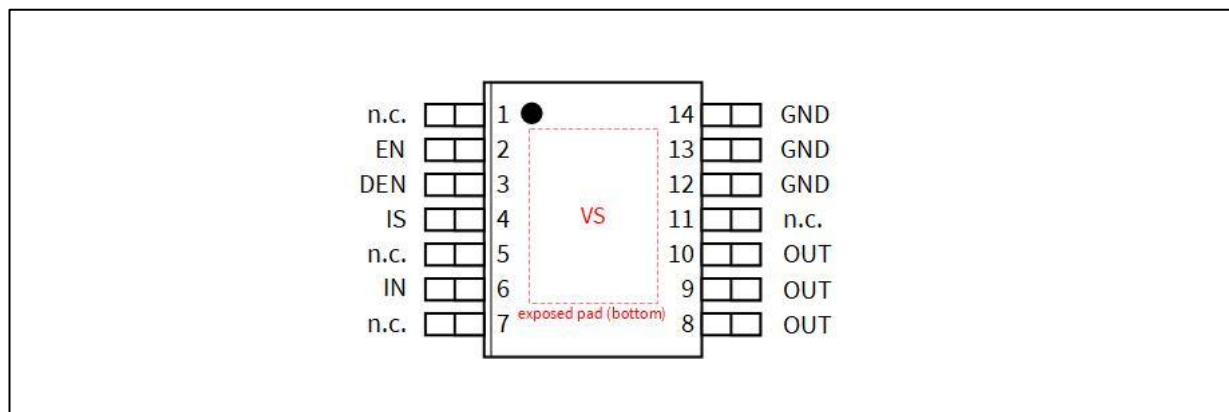 n.c. 1 14 GND
EN 2 13 GND
DEN 3 12 GND
IS 4 VS 11 n.c.
n.c. 5 10 OUT
IN 6 9 OUT
exposed pad (bottom)
n.c. 7 8 OUT